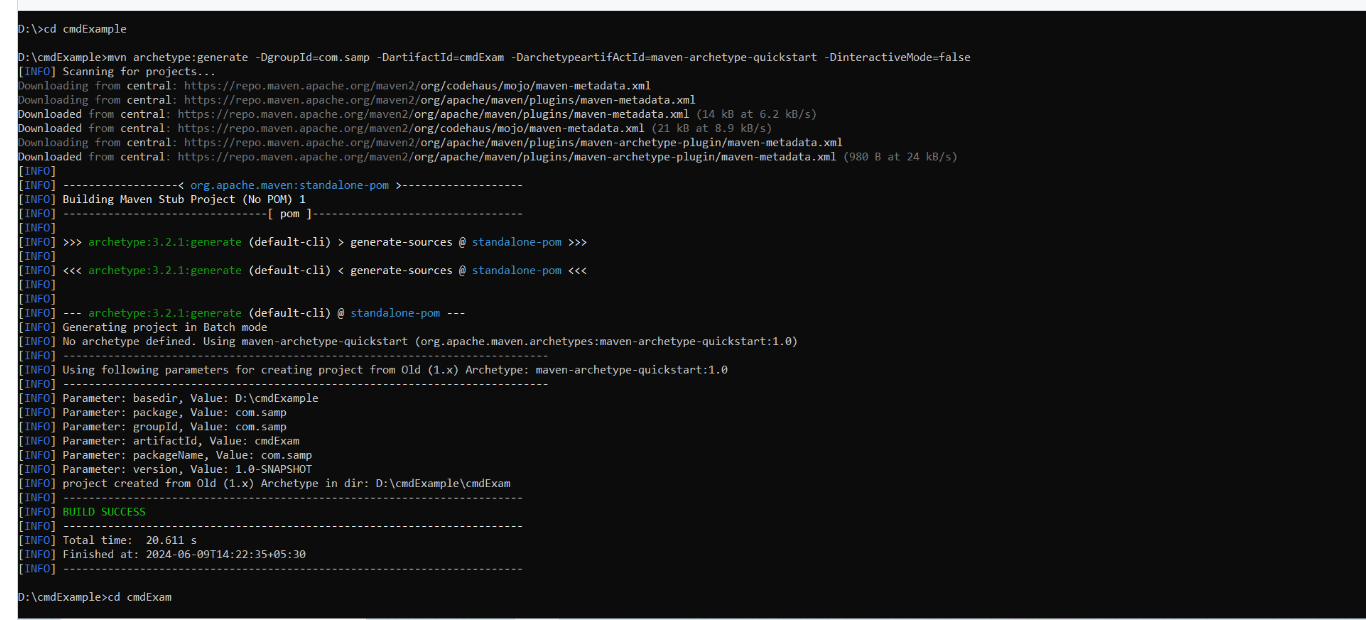 D:\>cd cmdExample
D:\cmdExample>mvn archetype:generate -DgroupId=com.samp -DartifactId=cmdExam -DarchetypeartifActId=maven-archetype-quickstart -DinteractiveMode=false
[INFO] Scanning for projects...
Downloading from central: https://repo.maven.apache.org/maven2/org/codehaus/mojo/maven-metadata.xml
Downloading from central: https://repo.maven.apache.org/maven2/org/apache/maven/plugins/maven-metadata.xml
Downloaded from central: https://repo.maven.apache.org/maven2/org/apache/maven/plugins/maven-metadata.xml (14 kB at 6.2 kB/s)
Downloaded from central: https://repo.maven.apache.org/maven2/org/codehaus/mojo/maven-metadata.xml (21 kB at 8.9 kB/s)
Downloading from central: https://repo.maven.apache.org/maven2/org/apache/maven/plugins/maven-archetype-plugin/maven-metadata.xml
Downloaded from central: https://repo.maven.apache.org/maven2/org/apache/maven/plugins/maven-archetype-plugin/maven-metadata.xml (980 B at 24 kB/s)
[INFO]
[INFO] ------------------< org.apache.maven:standalone-pom >-------------------
[INFO] Building Maven Stub Project (No POM) 1
[INFO] --------------------------------[ pom ]---------------------------------
[INFO]
[INFO] >>> archetype:3.2.1:generate (default-cli) > generate-sources @ standalone-pom >>>
[INFO]
[INFO] <<< archetype:3.2.1:generate (default-cli) < generate-sources @ standalone-pom <<<
[INFO]
[INFO]
[INFO] --- archetype:3.2.1:generate (default-cli) @ standalone-pom ---
[INFO] Generating project in Batch mode
[INFO] No archetype defined. Using maven-archetype-quickstart (org.apache.maven.archetypes:maven-archetype-quickstart:1.0)
[INFO] ----------------------------------------------------------------------------
[INFO] Using following parameters for creating project from Old (1.x) Archetype: maven-archetype-quickstart:1.0
[INFO] ----------------------------------------------------------------------------
[INFO] Parameter: basedir, Value: D:\cmdExample
[INFO] Parameter: package, Value: com.samp
[INFO] Parameter: groupId, Value: com.samp
[INFO] Parameter: artifactId, Value: cmdExam
[INFO] Parameter: packageName, Value: com.samp
[INFO] Parameter: version, Value: 1.0-SNAPSHOT
[INFO] project created from Old (1.x) Archetype in dir: D:\cmdExample\cmdExam
[INFO] ------------------------------------------------------------------------
[INFO] BUILD SUCCESS
[INFO] ------------------------------------------------------------------------
[INFO] Total time:  20.611 s
[INFO] Finished at: 2024-06-09T14:22:35+05:30
[INFO] ------------------------------------------------------------------------
D:\cmdExample>cd cmdExam